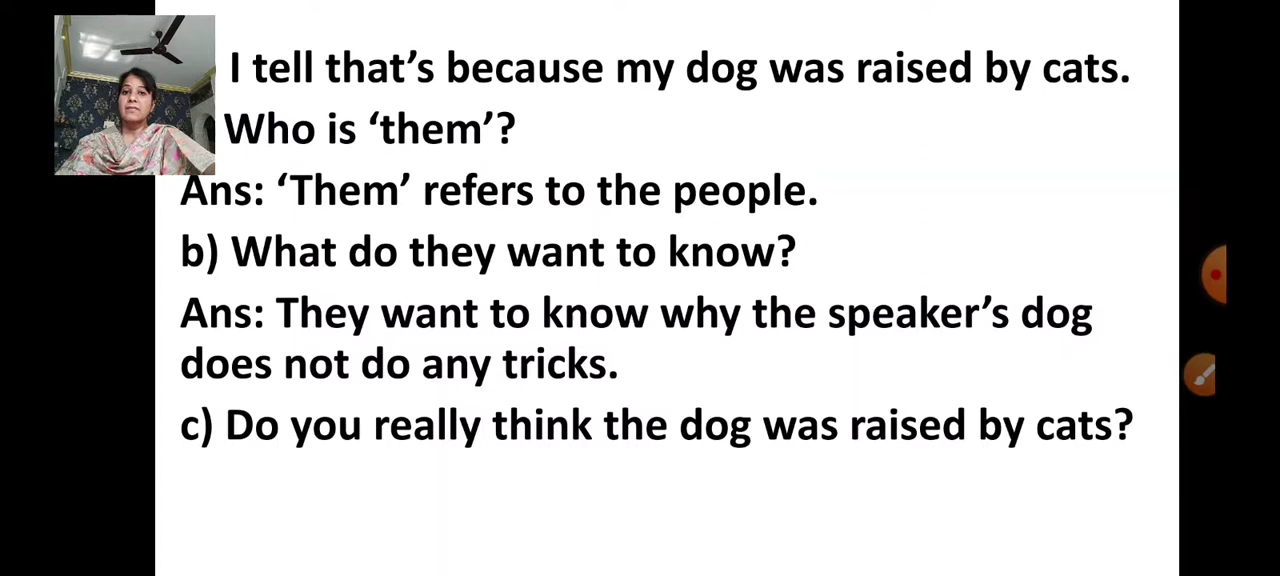 I tell that's because my dog was raised by cats.
Who is 'them'?
Ans: 'Them' refers to the people.
b) What do they want to know?
Ans: They want to know why the speaker's dog
does not do any tricks.
c) Do you really think the dog was raised by cats?